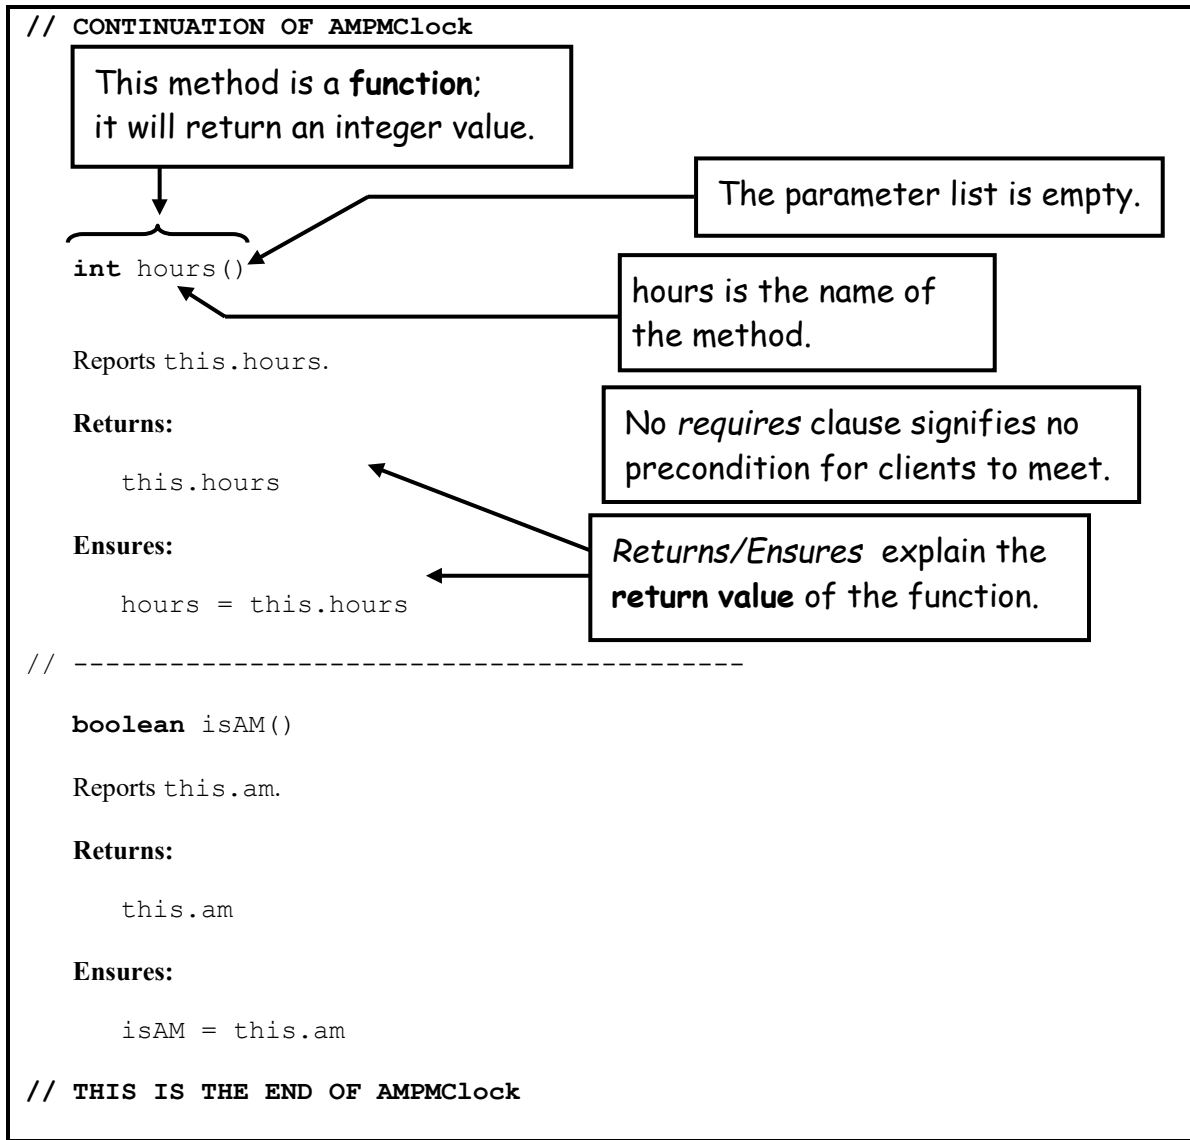 // CONTINUATION OF AMPMClock
This method is a function;
it will return an integer value.
The parameter list is empty.
int hours()
hours is the name of
the method.
Reports this.hours.
Returns:
No requires clause signifies no
precondition for clients to meet.
this.hours
Ensures:
Returns/Ensures explain the
return value of the function.
hours = this.hours
// ------------------------------------------
boolean isAM()
Reports this.am.
Returns:
this.am
Ensures:
isAM = this.am
// THIS IS THE END OF AMPMClock